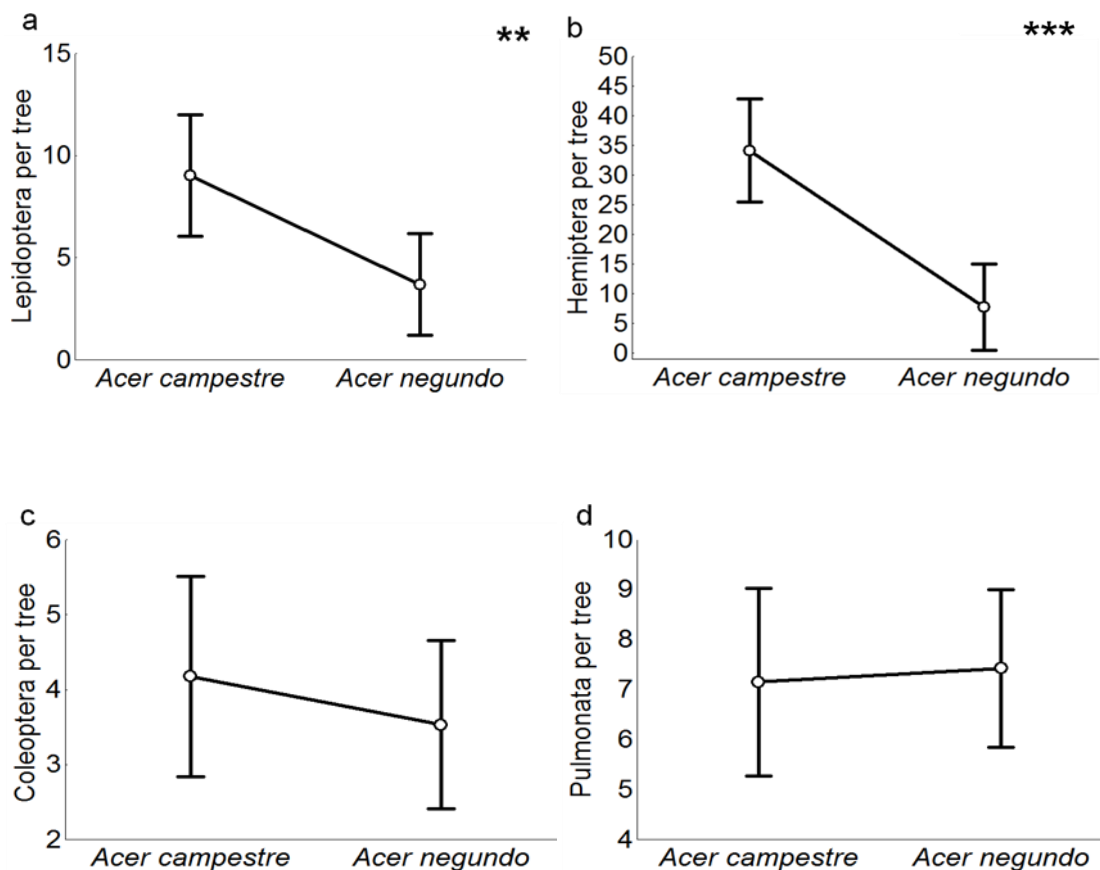 a
**
Lepidoptera per tree
15
10
5
0
Acer campestre Acer negundo
b
***
Hemiptera per tree
50
45
40
35
30
25
20
15
10
5
0
Acer campestre Acer negundo
c
Coleoptera per tree
6
5
4
3
2
Acer campestre Acer negundo
d
Pulmonata per tree
10
9
8
7
6
5
4
Acer campestre Acer negundo